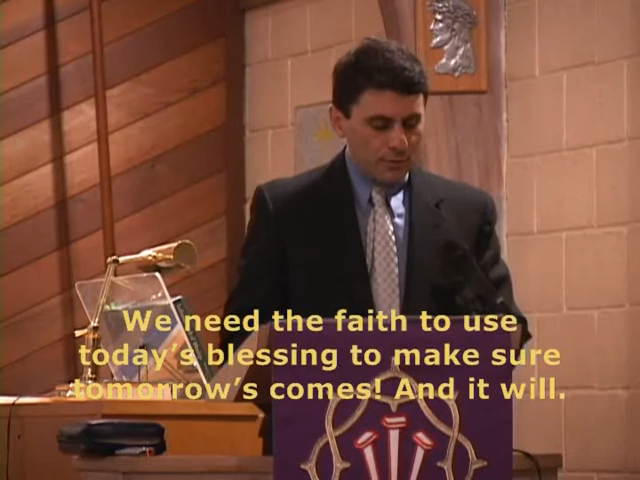 We need the faith to use
today's blessing to make sure
tomorrow's comes! And it will.